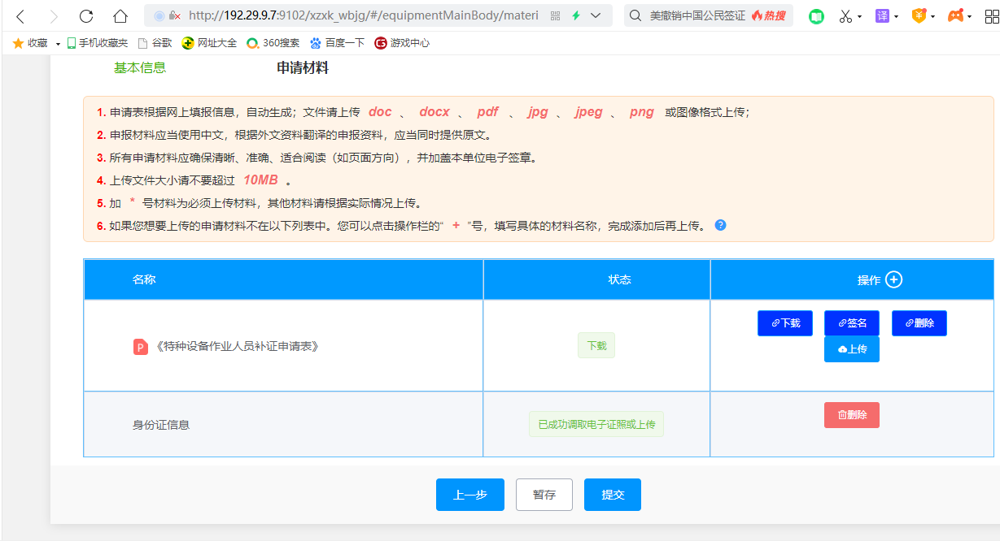 http://192.29.9.7:9102/xzxk_wbjg/#/equipmentMainBody/materi
美撤销中国公民签证 热搜
译
收藏 手机收藏夹 谷歌 网址大全 360搜索 百度一下 游戏中心
基本信息 申请材料
1. 申请表根据网上填报信息，自动生成；文件请上传 doc 、 docx 、 pdf 、 jpg 、 jpeg 、 png 或图像格式上传；
2. 申报材料应当使用中文，根据外文资料翻译的申报资料，应当同时提供原文。
3. 所有申请材料应确保清晰、准确、适合阅读（如页面方向），并加盖本单位电子签章。
4. 上传文件大小请不要超过 10MB 。
5. 加 * 号材料为必须上传材料，其他材料请根据实际情况上传。
6. 如果您想要上传的申请材料不在以下列表中。您可以点击操作栏的“ + ”号，填写具体的材料名称，完成添加后再上传。 ?
名称 状态 操作
P 《特种设备作业人员补证申请表》 下载 下载 签名 删除
上传
身份证信息 已成功调取电子证照或上传 删除
上一步 暂存 提交